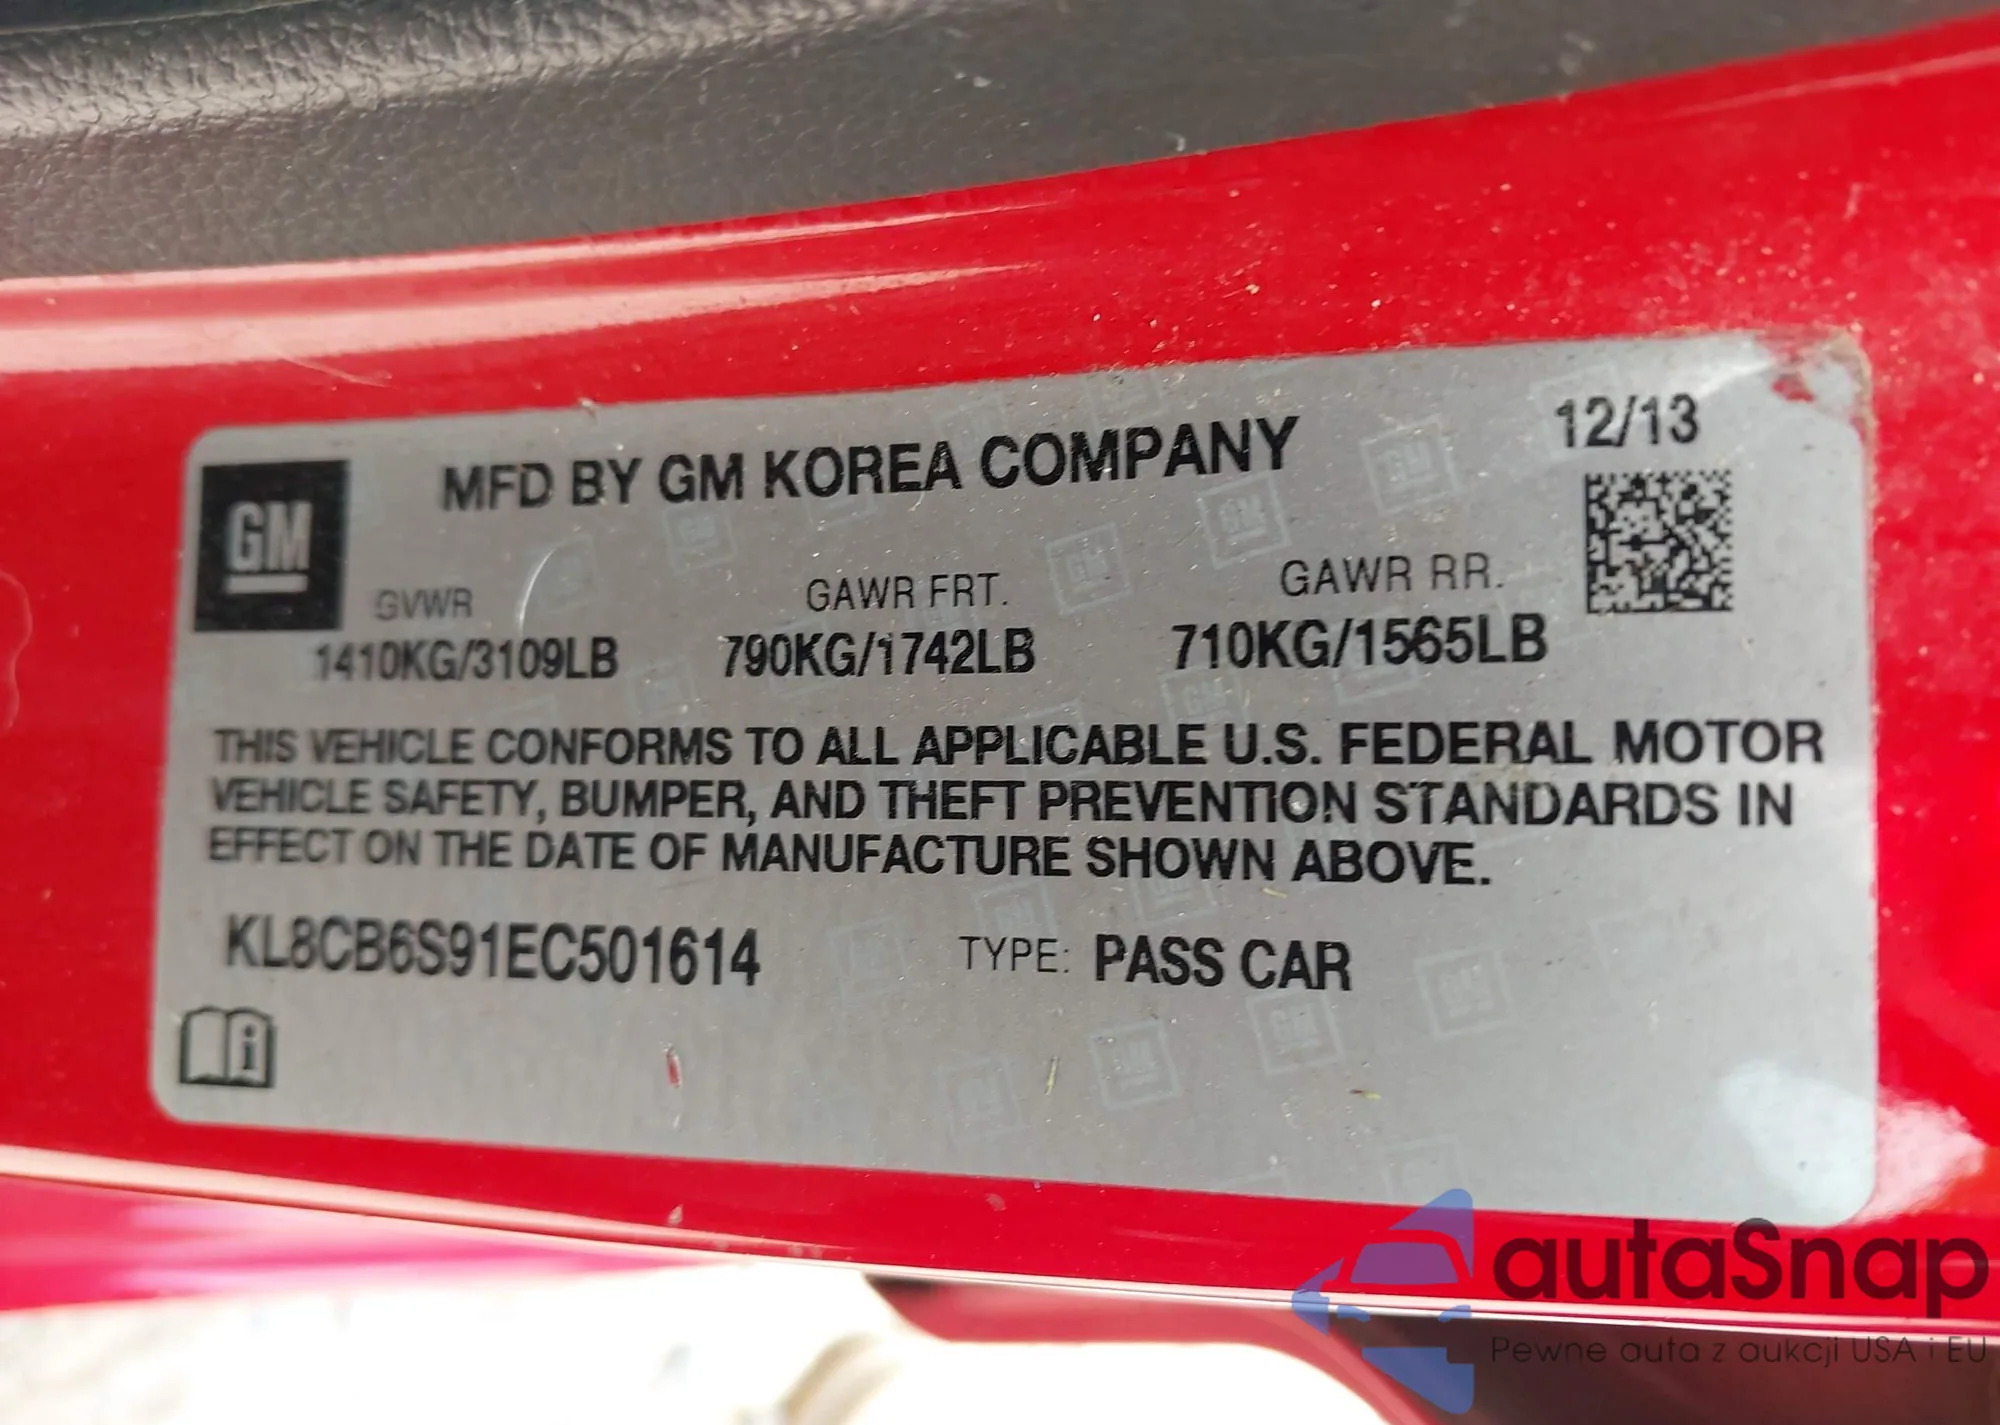 12/13
MFD BY GM KOREA COMPANY
GM
GVWR GAWR FRT. GAWR RR.
1410KG/3109LB 790KG/1742LB 710KG/1565LB
THIS VEHICLE CONFORMS TO ALL APPLICABLE U.S. FEDERAL MOTOR
VEHICLE SAFETY, BUMPER, AND THEFT PREVENTION STANDARDS IN
EFFECT ON THE DATE OF MANUFACTURE SHOWN ABOVE.
KL8CB6S91EC501614 TYPE: PASS CAR
i
autaSnap
Pewne auta z aukcji USA i EU